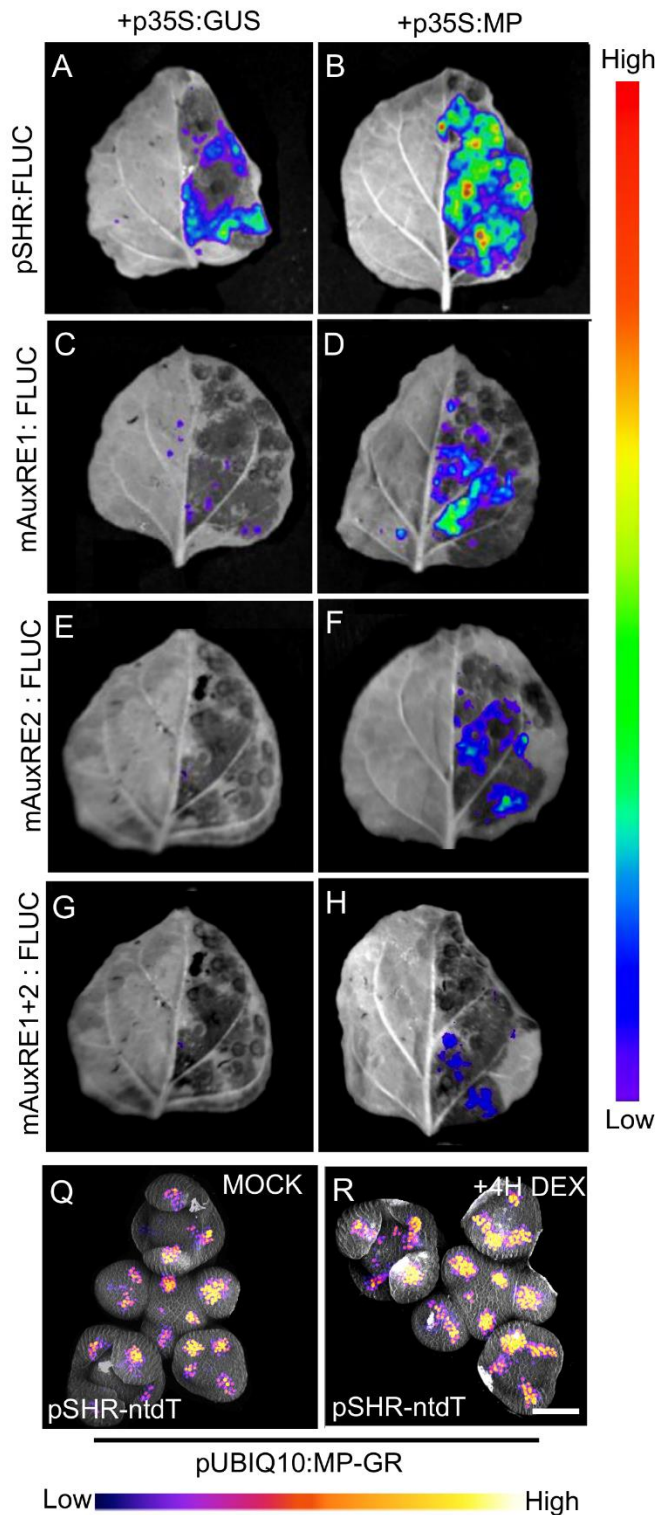 +p35S:GUS
+p35S:MP
High
A
B
pSHR:FLUC
C
D
mAuxRE1: FLUC
E
F
mAuxRE2 : FLUC
G
H
mAuxRE1+2 : FLUC
Low
Q
MOCK
R
+4H DEX
pSHR-ntdT
pSHR-ntdT
pUBIQ10:MP-GR
Low
High